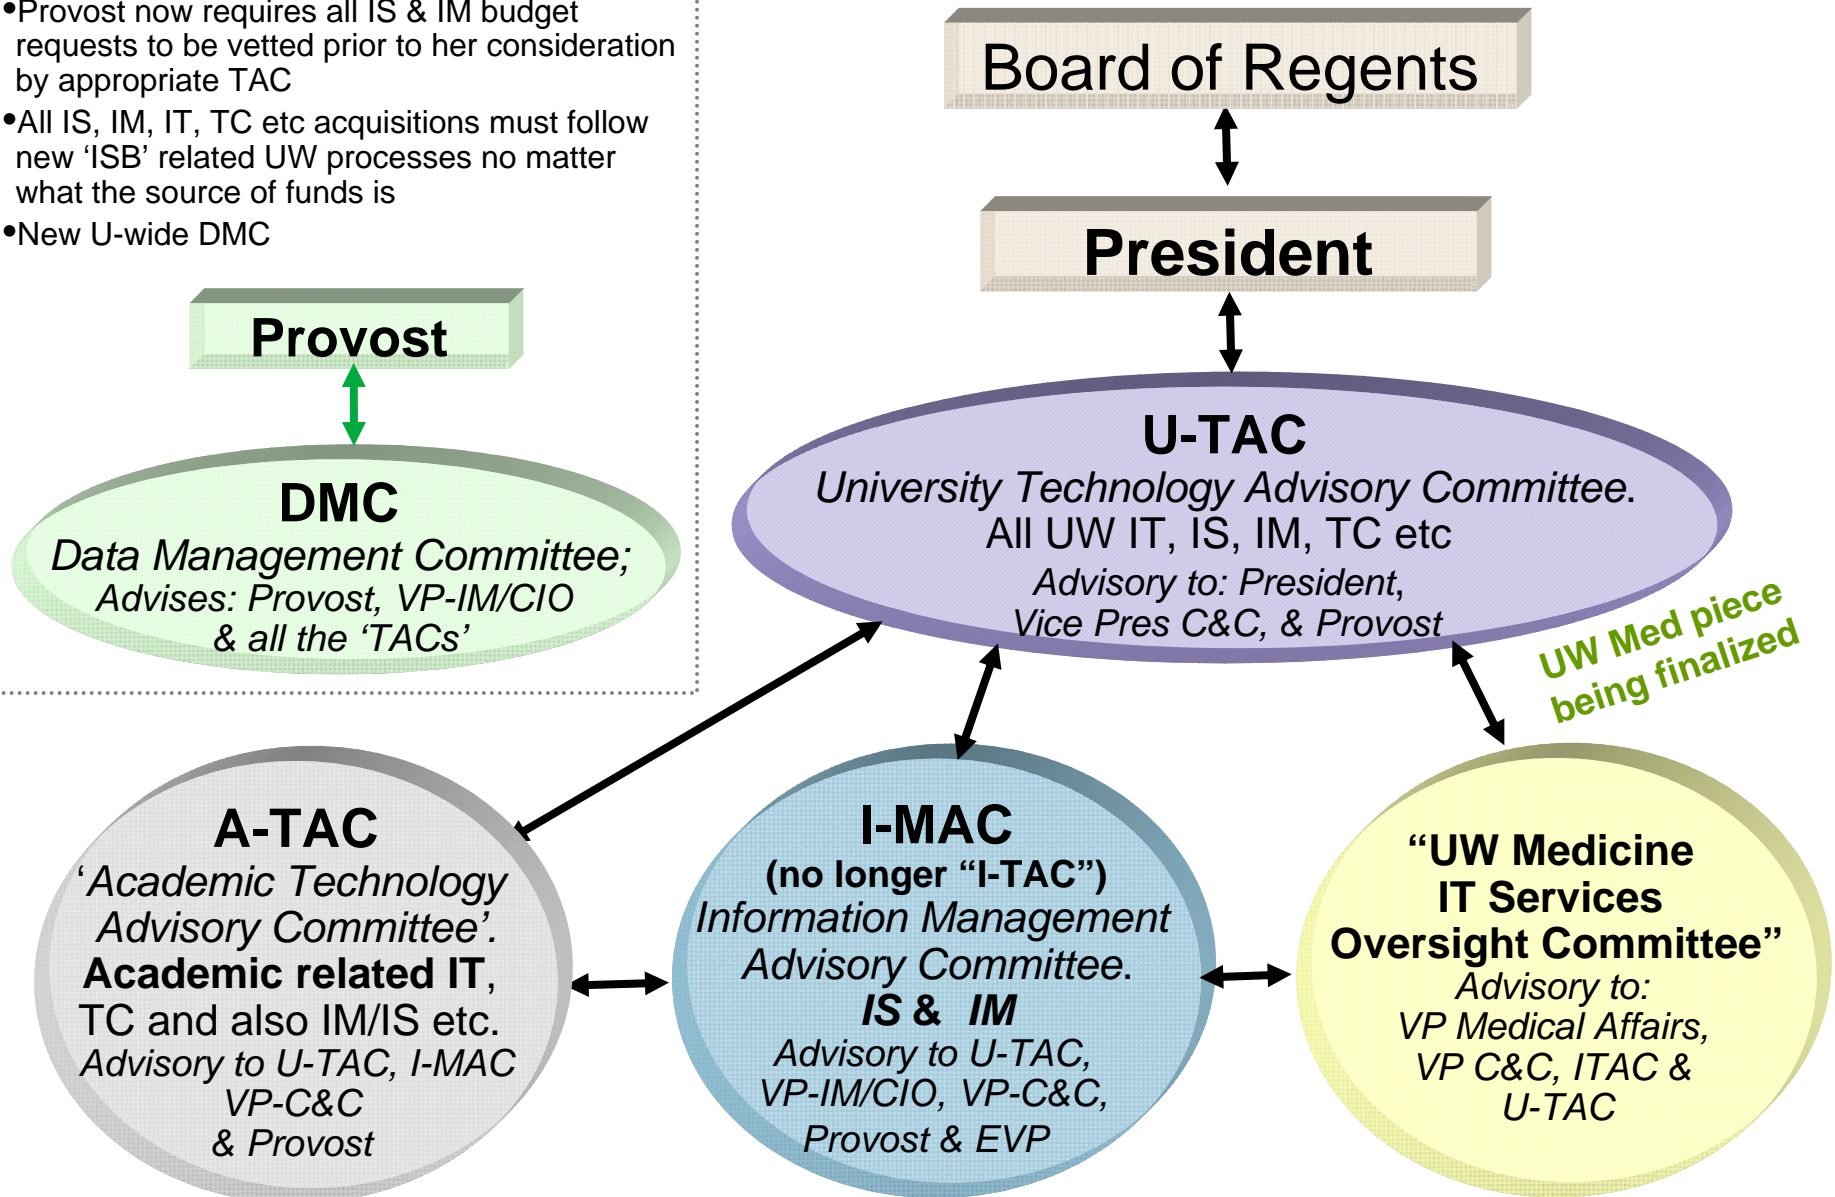 •Provost now requires all IS & IM budget
requests to be vetted prior to her consideration
by appropriate TAC
•All IS, IM, IT, TC etc acquisitions must follow
new ‘ISB’ related UW processes no matter
what the source of funds is
•New U-wide DMC
Provost
DMC
Data Management Committee;
Advises: Provost, VP-IM/CIO
& all the ‘TACs’
Board of Regents
President
U-TAC
University Technology Advisory Committee.
All UW IT, IS, IM, TC etc
Advisory to: President,
Vice Pres C&C, & Provost
UW Med piece
being finalized
A-TAC
‘Academic Technology
Advisory Committee’.
Academic related IT,
TC and also IM/IS etc.
Advisory to U-TAC, I-MAC
VP-C&C
& Provost
I-MAC
(no longer “I-TAC”)
Information Management
Advisory Committee.
IS & IM
Advisory to U-TAC,
VP-IM/CIO, VP-C&C,
Provost & EVP
“UW Medicine
IT Services
Oversight Committee”
Advisory to:
VP Medical Affairs,
VP C&C, ITAC &
U-TAC